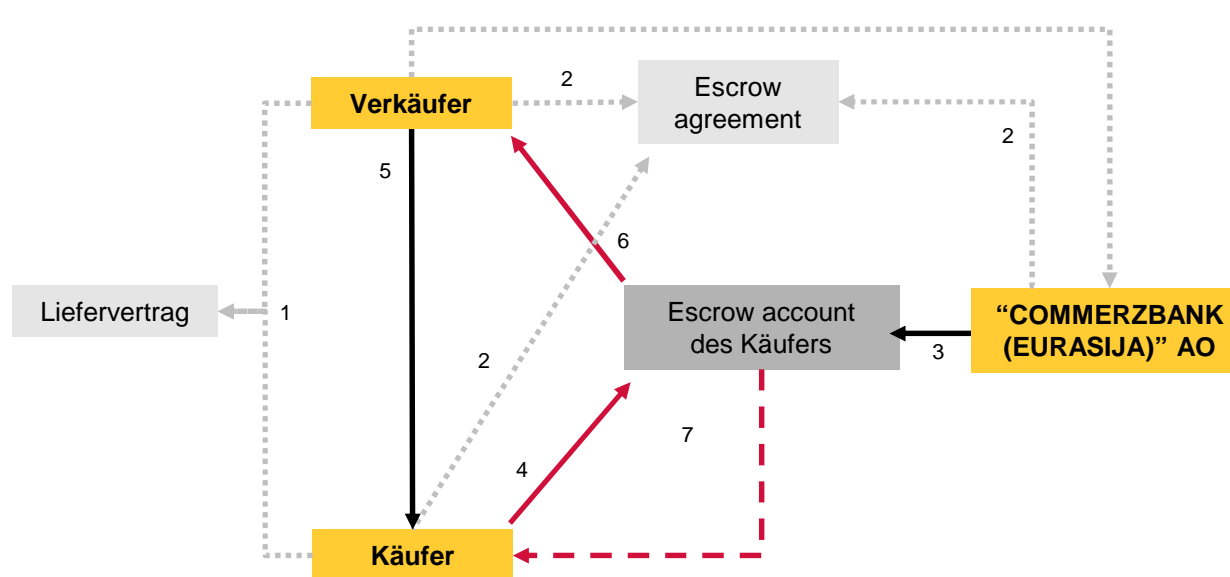 Verkäufer
2
Escrow
agreement
2
5
6
Liefervertrag
1
Escrow account
des Käufers
“COMMERZBANK
(EURASIJA)” AO
3
2
7
4
Käufer